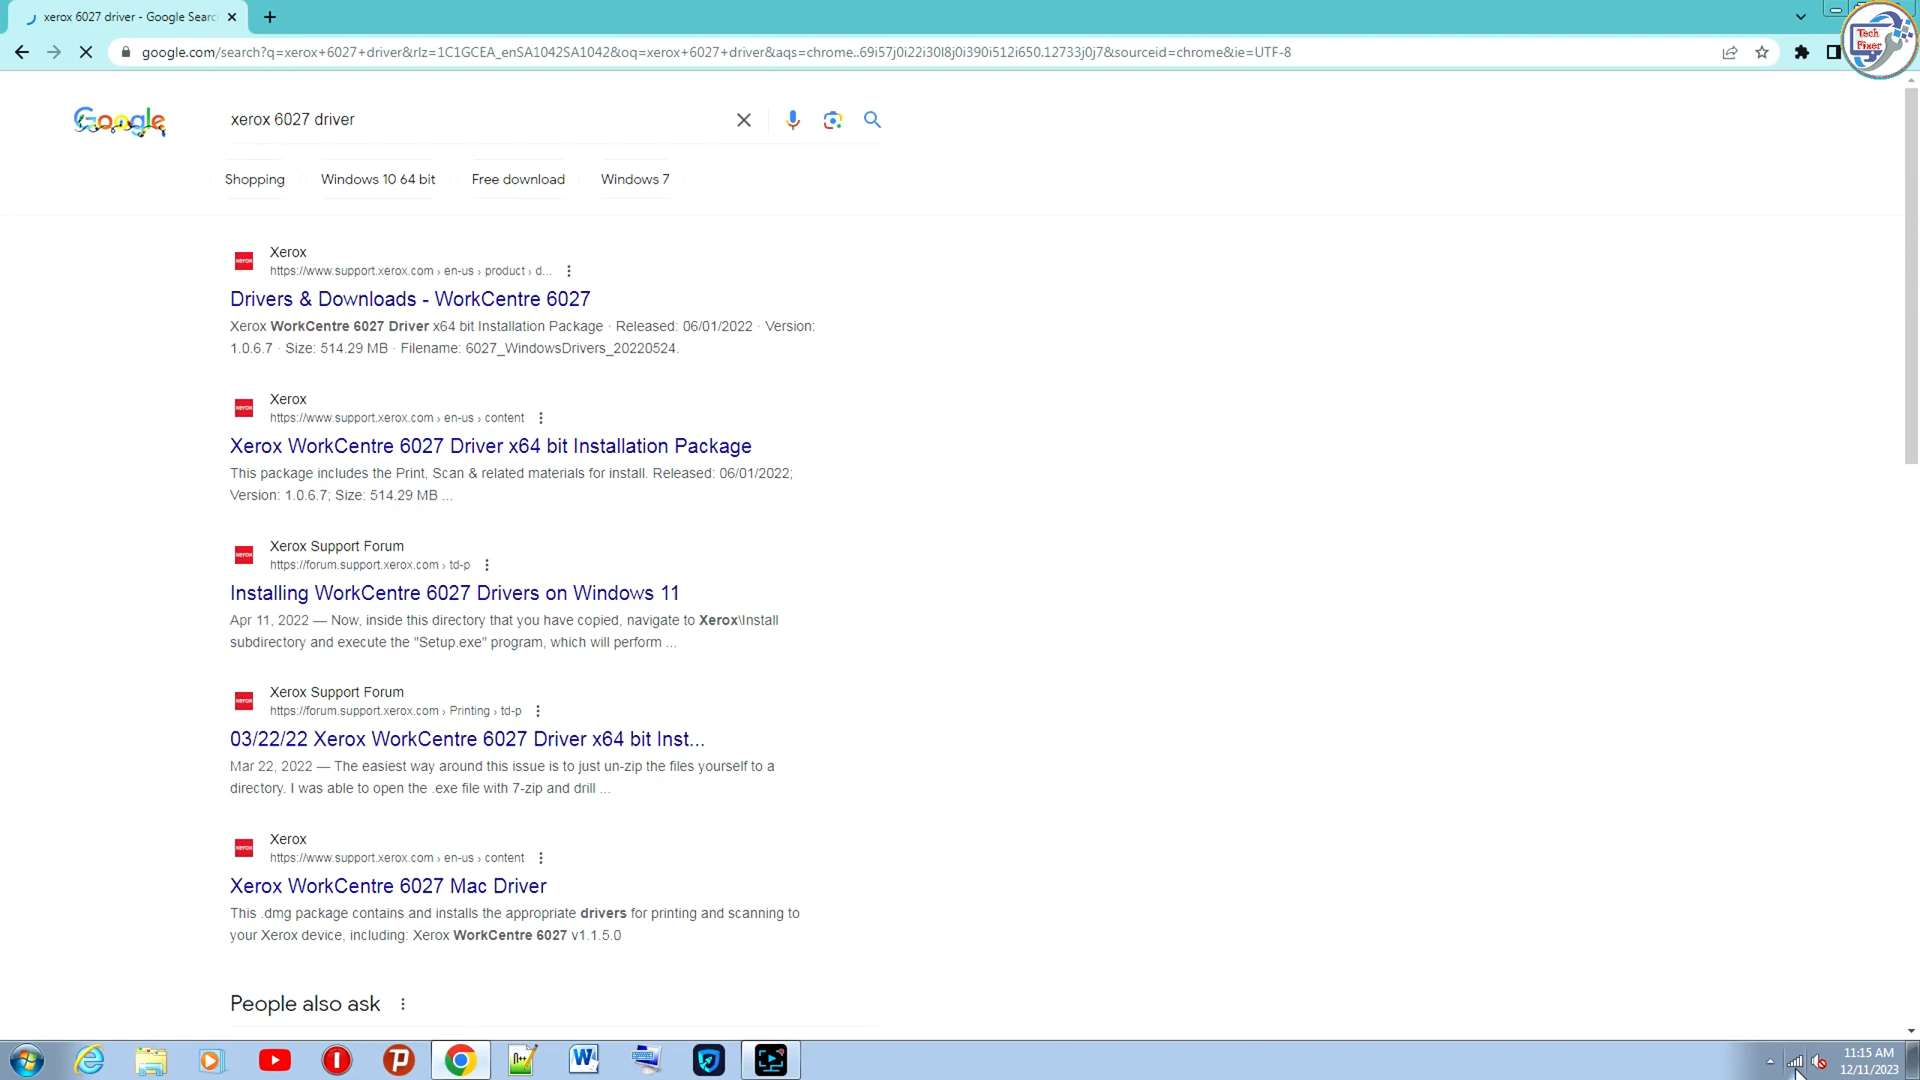 xerox 6027 driver - Google Searc
google.com/search?q=xerox+6027+driver&rlz=1C1GCEA_enSA1042SA1042&oq=xerox+6027+driver&aqs=chrome..69i57j0i22i30l8j0i390i512i650.12733j0j7&sourceid=chrome&ie=UTF-8
Tech
Fixer
Google
xerox 6027 driver
Shopping
Windows 10 64 bit
Free download
Windows 7
Xerox
https://www.support.xerox.com › en-us › product › d...
Drivers & Downloads - WorkCentre 6027
Xerox WorkCentre 6027 Driver x64 bit Installation Package · Released: 06/01/2022 · Version:
1.0.6.7 · Size: 514.29 MB · Filename: 6027_WindowsDrivers_20220524.
Xerox
https://www.support.xerox.com › en-us › content
Xerox WorkCentre 6027 Driver x64 bit Installation Package
This package includes the Print, Scan & related materials for install. Released: 06/01/2022;
Version: 1.0.6.7; Size: 514.29 MB ...
Xerox Support Forum
https://forum.support.xerox.com › td-p
Installing WorkCentre 6027 Drivers on Windows 11
Apr 11, 2022 — Now, inside this directory that you have copied, navigate to Xerox\Install
subdirectory and execute the "Setup.exe" program, which will perform ...
Xerox Support Forum
https://forum.support.xerox.com › Printing › td-p
03/22/22 Xerox WorkCentre 6027 Driver x64 bit Inst...
Mar 22, 2022 — The easiest way around this issue is to just un-zip the files yourself to a
directory. I was able to open the .exe file with 7-zip and drill ...
Xerox
https://www.support.xerox.com › en-us › content
Xerox WorkCentre 6027 Mac Driver
This .dmg package contains and installs the appropriate drivers for printing and scanning to
your Xerox device, including: Xerox WorkCentre 6027 v1.1.5.0
People also ask
11:15 AM
12/11/2023